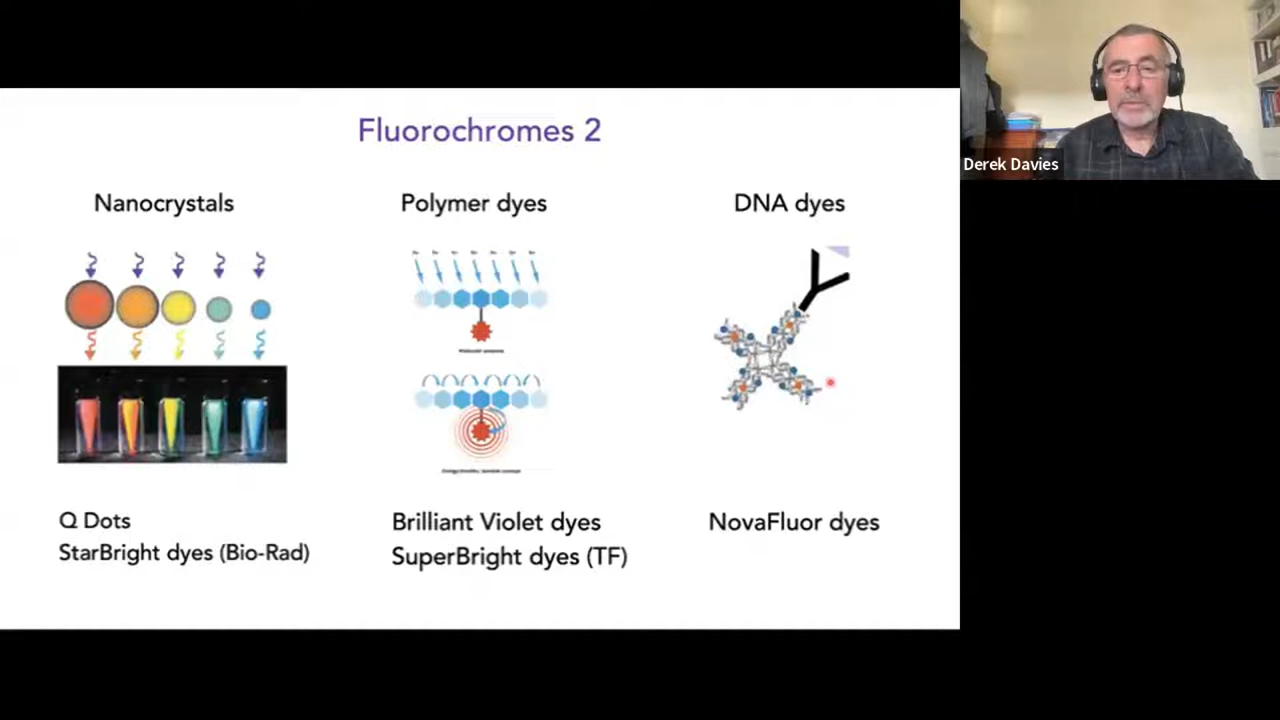 Fluorochromes 2
Derek Davies
Nanocrystals
Polymer dyes
DNA dyes
Q Dots
StarBright dyes (Bio-Rad)
Brilliant Violet dyes
SuperBright dyes (TF)
NovaFluor dyes